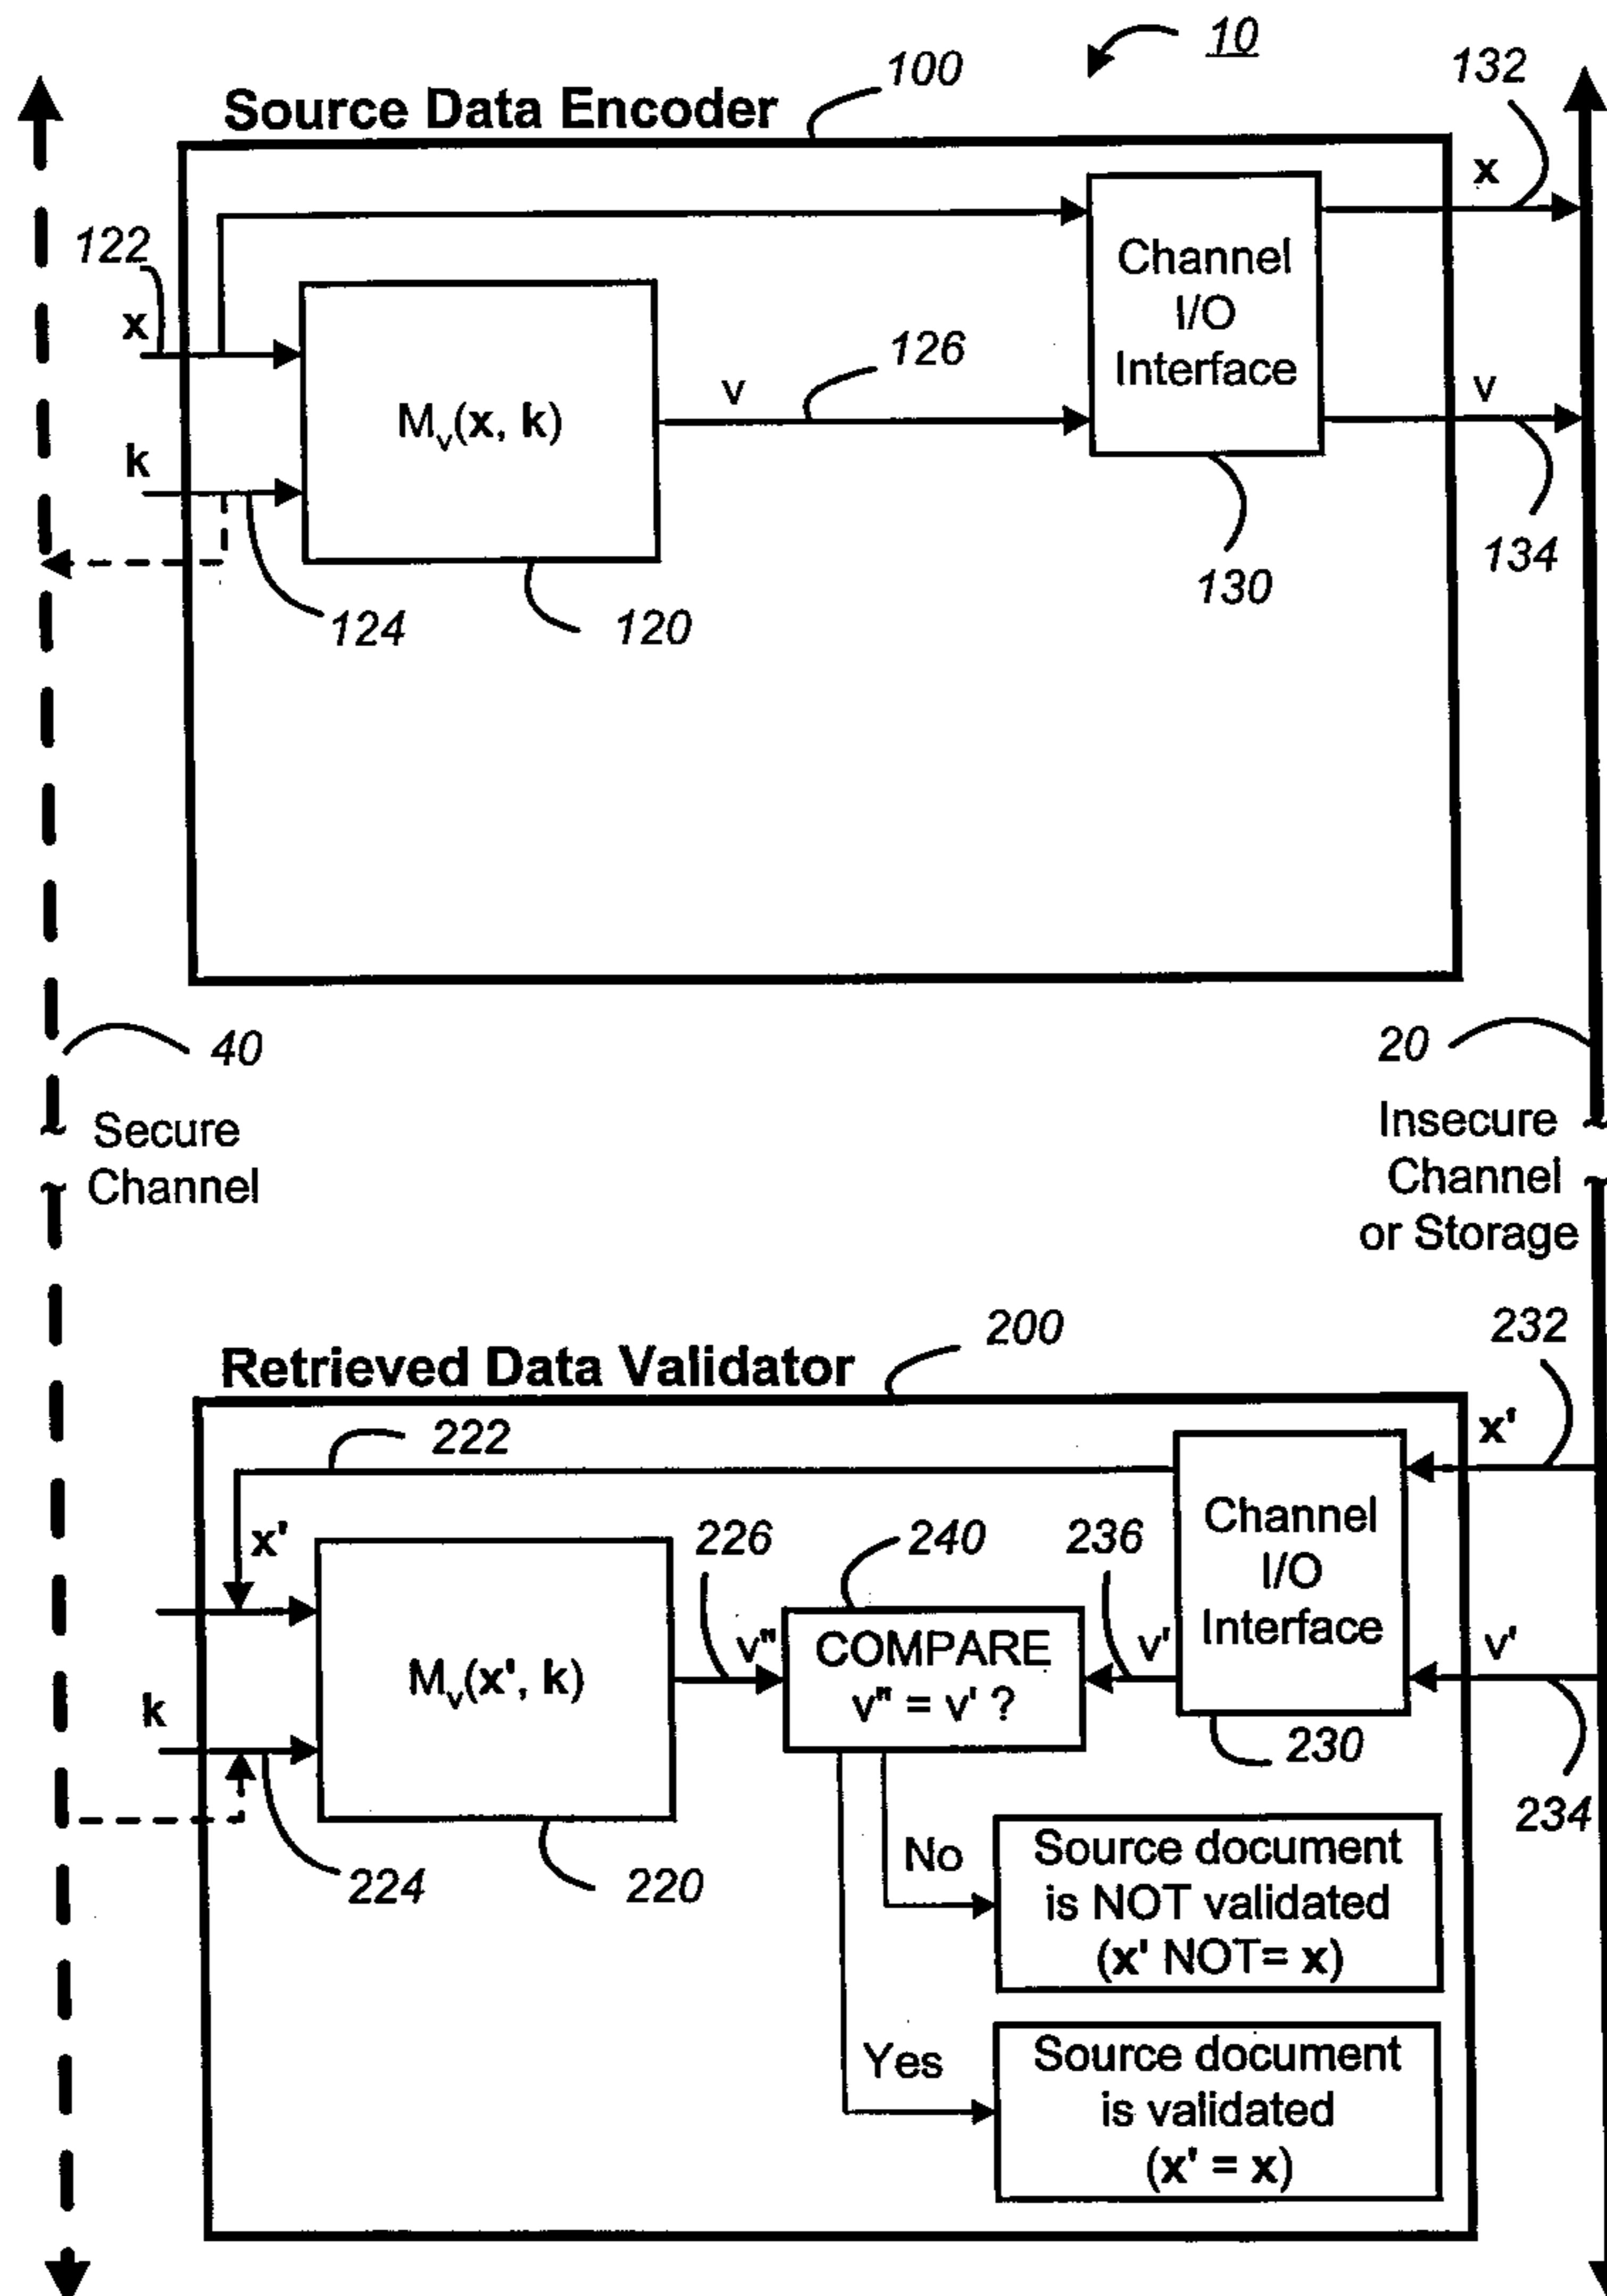 10
100
132
Source Data Encoder
x
122
x
Channel
I/O
Interface
126
v
v
Mv(x, k)
k
134
130
124
120
40
20
Secure
Channel
Insecure
Channel
or Storage
200
232
Retrieved Data Validator
222
x'
x'
226
240
236
Channel
I/O
Interface
v"
COMPARE
v" = v' ?
v'
v'
Mv(x', k)
k
230
234
224
220
No
Source document
is NOT validated
(x' NOT= x)
Yes
Source document
is validated
(x' = x)